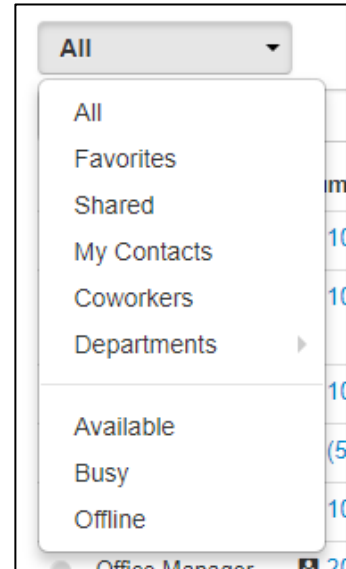 All
All
Favorites
Shared
My Contacts
Coworkers
Departments
Available
Busy
Offline
Office Manager